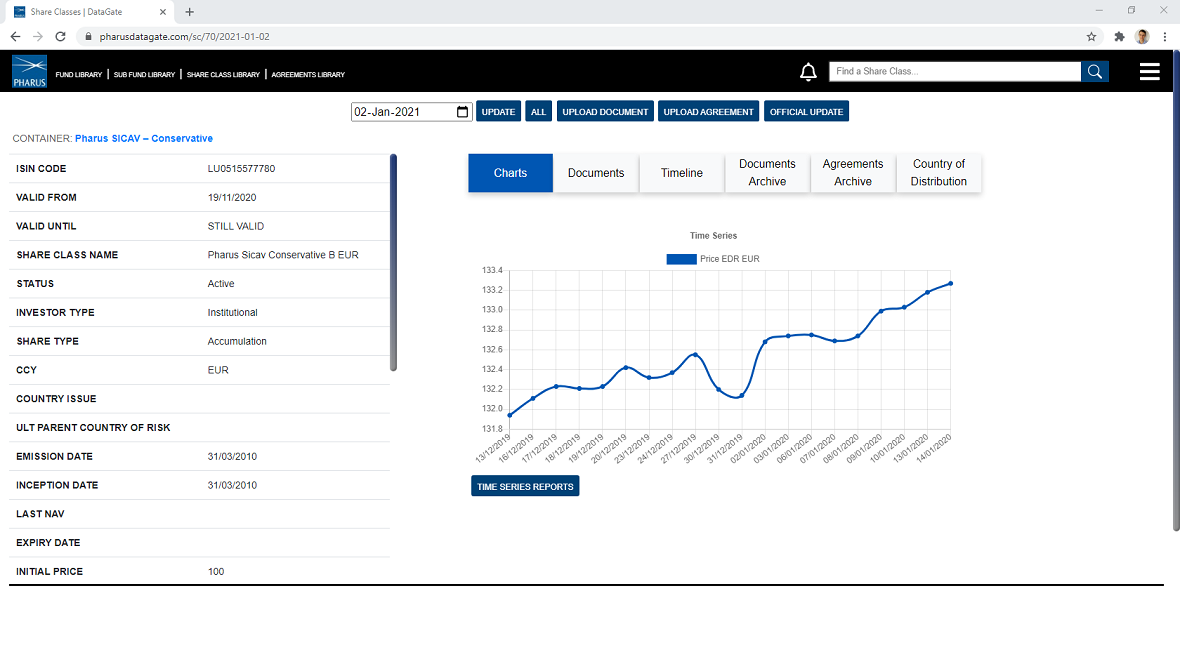 Share Classes | DataGate
pharusdatagate.com/sc/70/2021-01-02
PHARUS
FUND LIBRARY | SUB FUND LIBRARY | SHARE CLASS LIBRARY | AGREEMENTS LIBRARY
Find a Share Class...
02-Jan-2021
UPDATE
ALL
UPLOAD DOCUMENT
UPLOAD AGREEMENT
OFFICIAL UPDATE
CONTAINER: Pharus SICAV – Conservative
ISIN CODE LU0515577780
VALID FROM 19/11/2020
VALID UNTIL STILL VALID
SHARE CLASS NAME Pharus Sicav Conservative B EUR
STATUS Active
INVESTOR TYPE Institutional
SHARE TYPE Accumulation
CCY EUR
COUNTRY ISSUE
ULT PARENT COUNTRY OF RISK
EMISSION DATE 31/03/2010
INCEPTION DATE 31/03/2010
LAST NAV
EXPIRY DATE
INITIAL PRICE 100
Charts
Documents
Timeline
Documents
Archive
Agreements
Archive
Country of
Distribution
Time Series
Price EDR EUR
133.4
133.2
133.0
132.8
132.6
132.4
132.2
132.0
131.8
13/12/2019
16/12/2019
17/12/2019
18/12/2019
19/12/2019
20/12/2019
23/12/2019
24/12/2019
27/12/2019
30/12/2019
31/12/2019
02/01/2020
03/01/2020
06/01/2020
07/01/2020
08/01/2020
09/01/2020
10/01/2020
13/01/2020
14/01/2020
TIME SERIES REPORTS